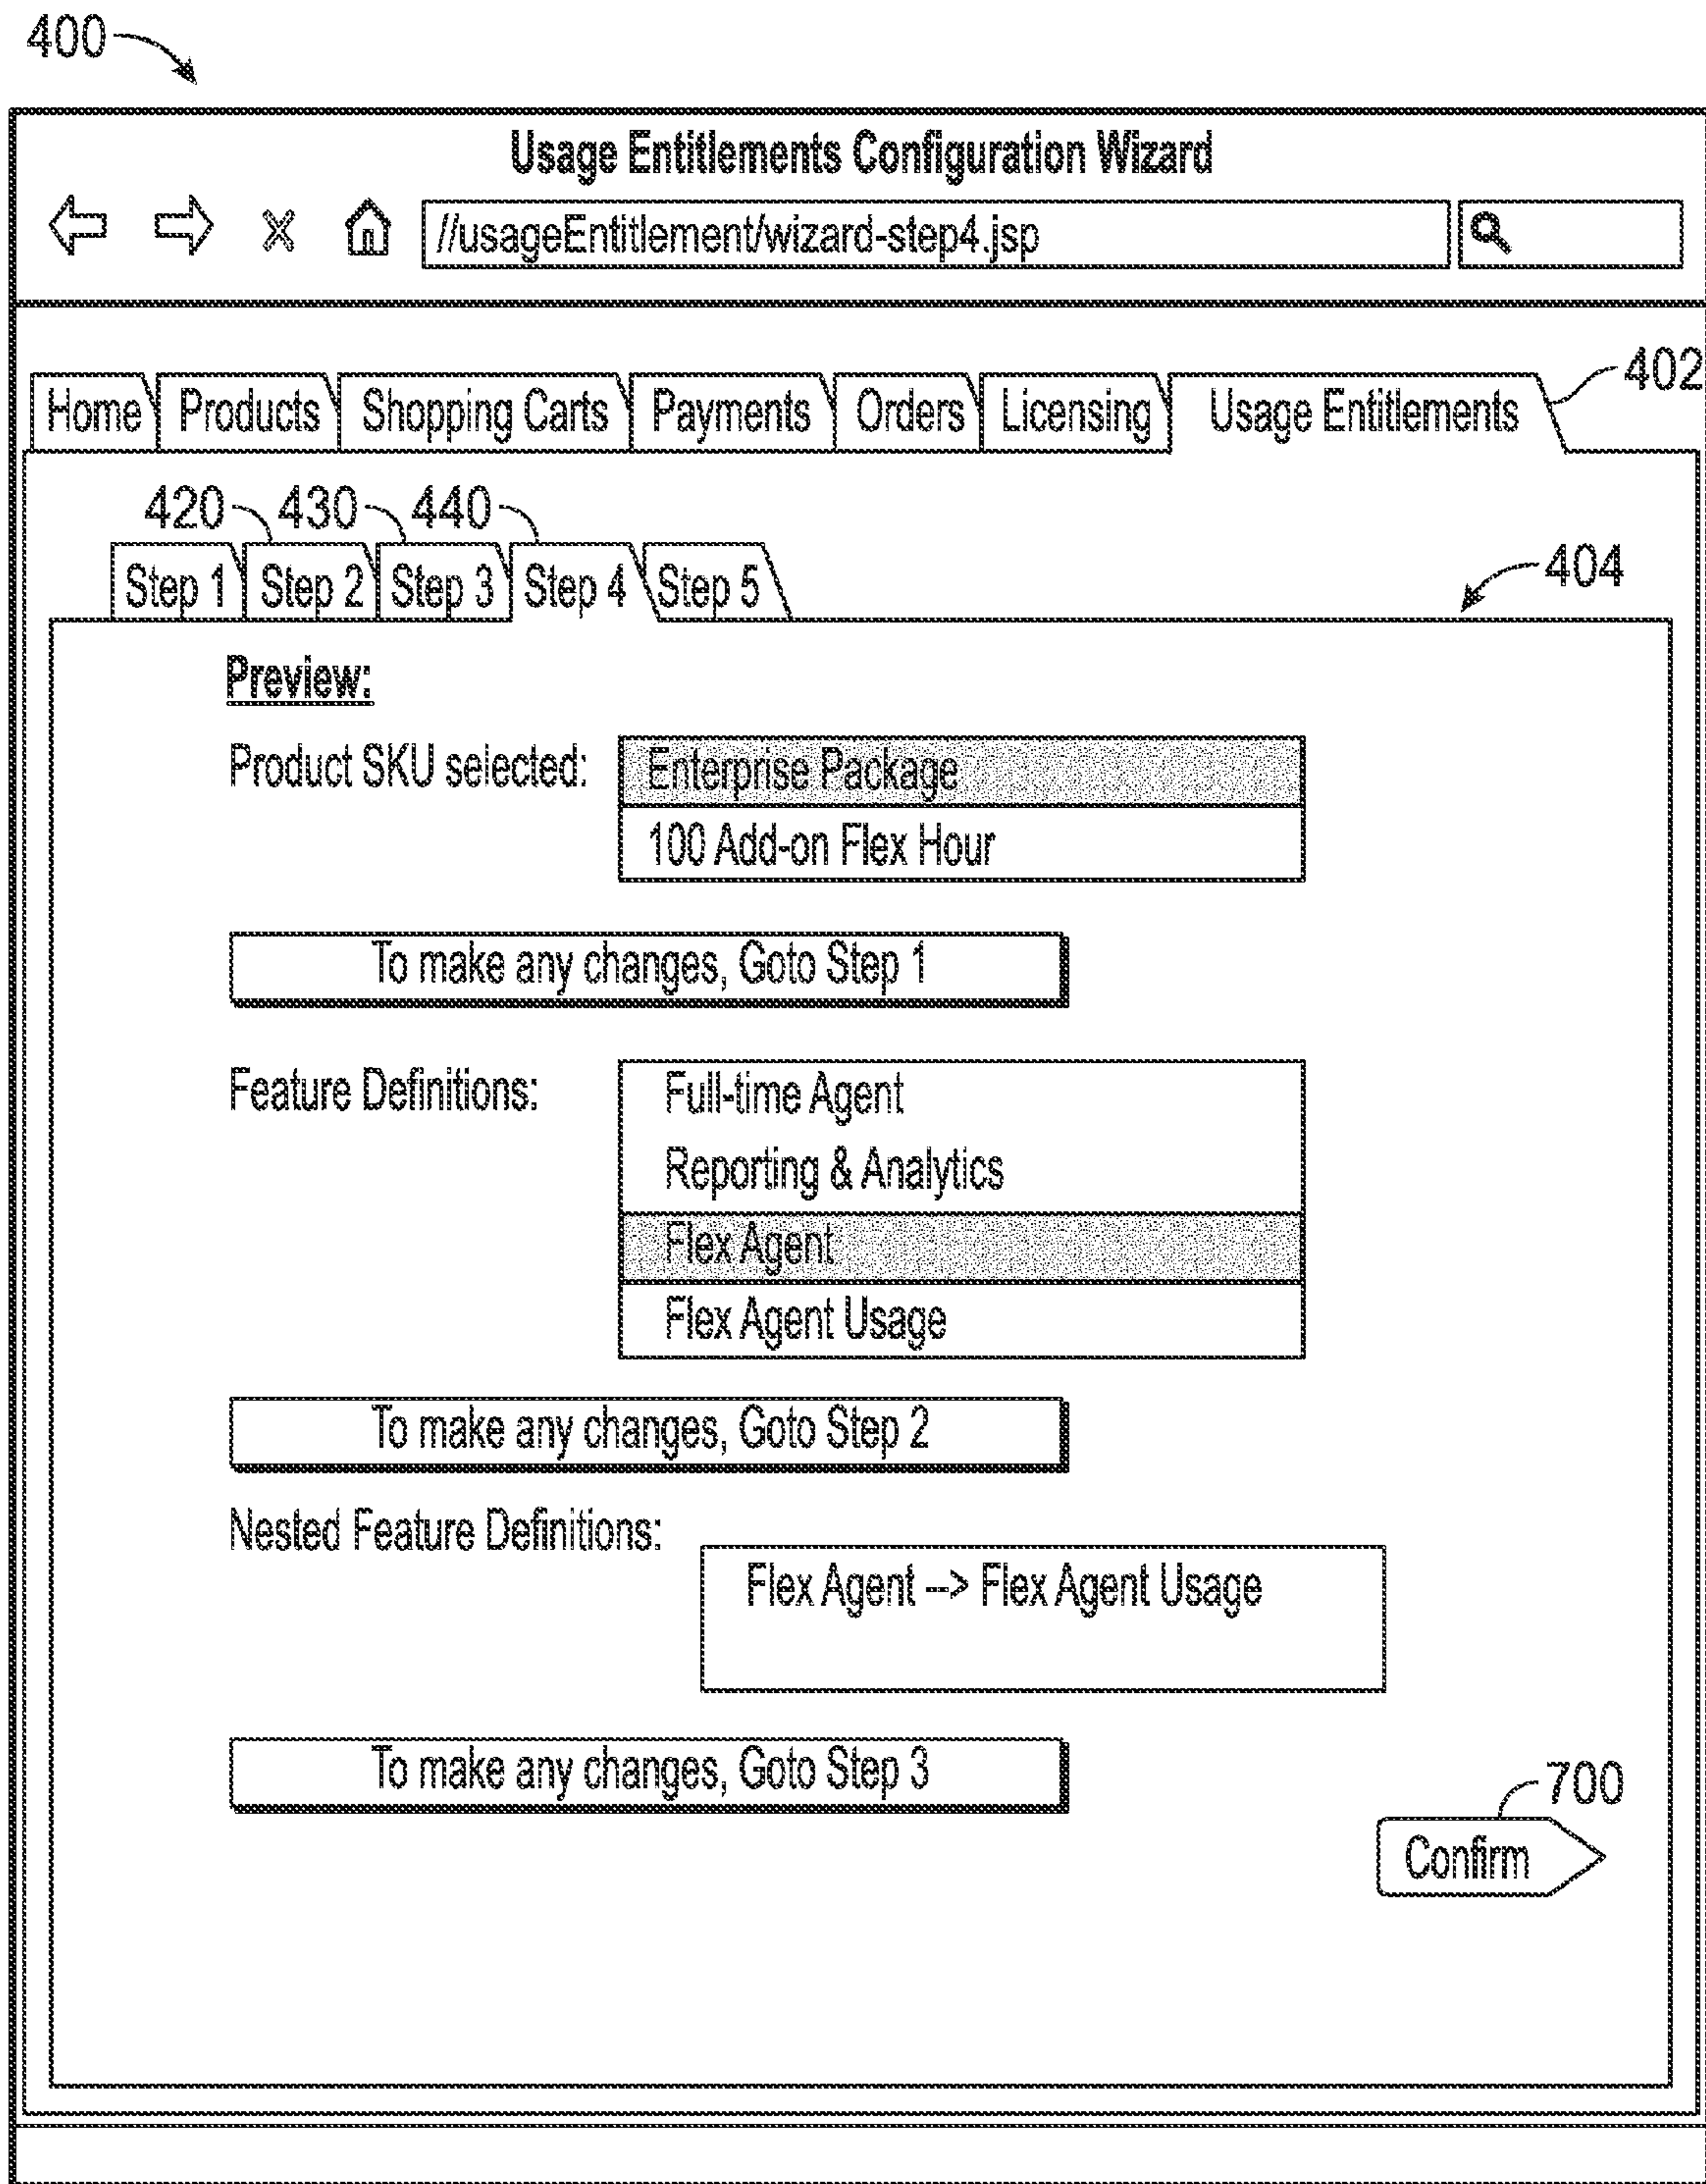 400
Usage Entitlements Configuration Wizard
//usageEntitlement/wizard-step4.jsp
402
Home Products Shopping Carts Payments Orders Licensing Usage Entitlements
420 430 440
404
Step 1 Step 2 Step 3 Step 4 Step 5
Preview:
Product SKU selected: Enterprise Package
100 Add-on Flex Hour
To make any changes, Goto Step 1
Feature Definitions: Full-time Agent
Reporting & Analytics
Flex Agent
Flex Agent Usage
To make any changes, Goto Step 2
Nested Feature Definitions:
Flex Agent --> Flex Agent Usage
To make any changes, Goto Step 3
700
Confirm